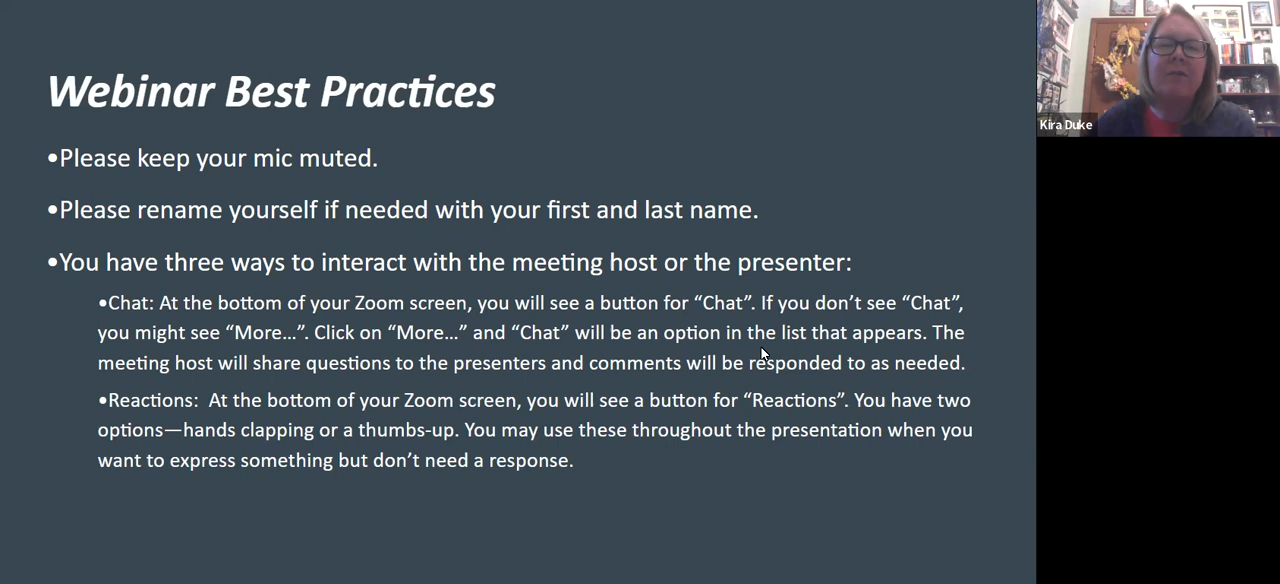 Webinar Best Practices
•Please keep your mic muted.
•Please rename yourself if needed with your first and last name.
•You have three ways to interact with the meeting host or the presenter:
•Chat: At the bottom of your Zoom screen, you will see a button for “Chat”. If you don’t see “Chat”,
you might see “More...”. Click on “More...” and “Chat” will be an option in the list that appears. The
meeting host will share questions to the presenters and comments will be responded to as needed.
•Reactions:  At the bottom of your Zoom screen, you will see a button for “Reactions”. You have two
options—hands clapping or a thumbs-up. You may use these throughout the presentation when you
want to express something but don’t need a response.
Kira Duke